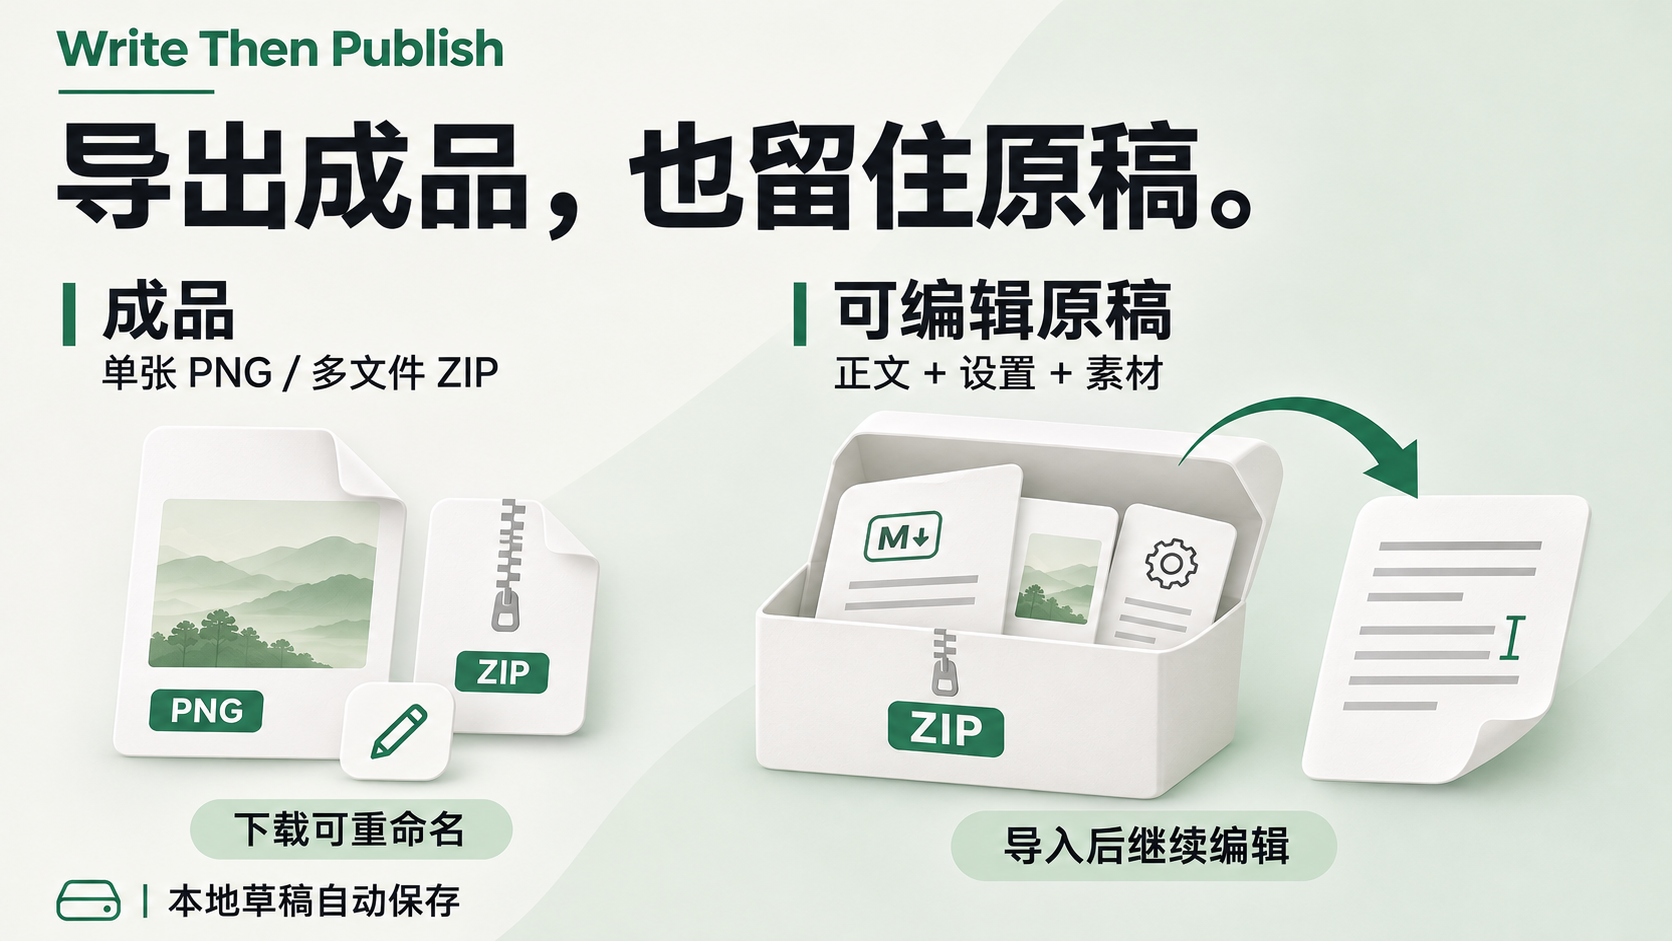 Write Then Publish
导出成品，也留住原稿。
成品
单张 PNG / 多文件 ZIP
PNG
ZIP
下载可重命名
可编辑原稿
正文 + 设置 + 素材
M↓
ZIP
导入后继续编辑
本地草稿自动保存